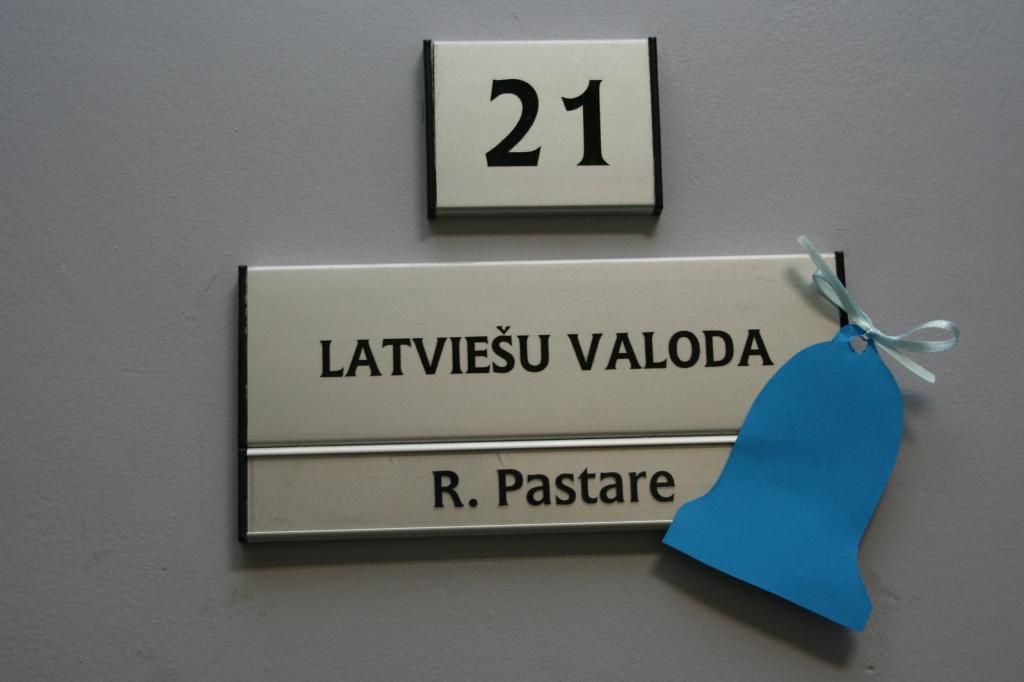 21
LATVIEŠU VALODA
R. Pastare